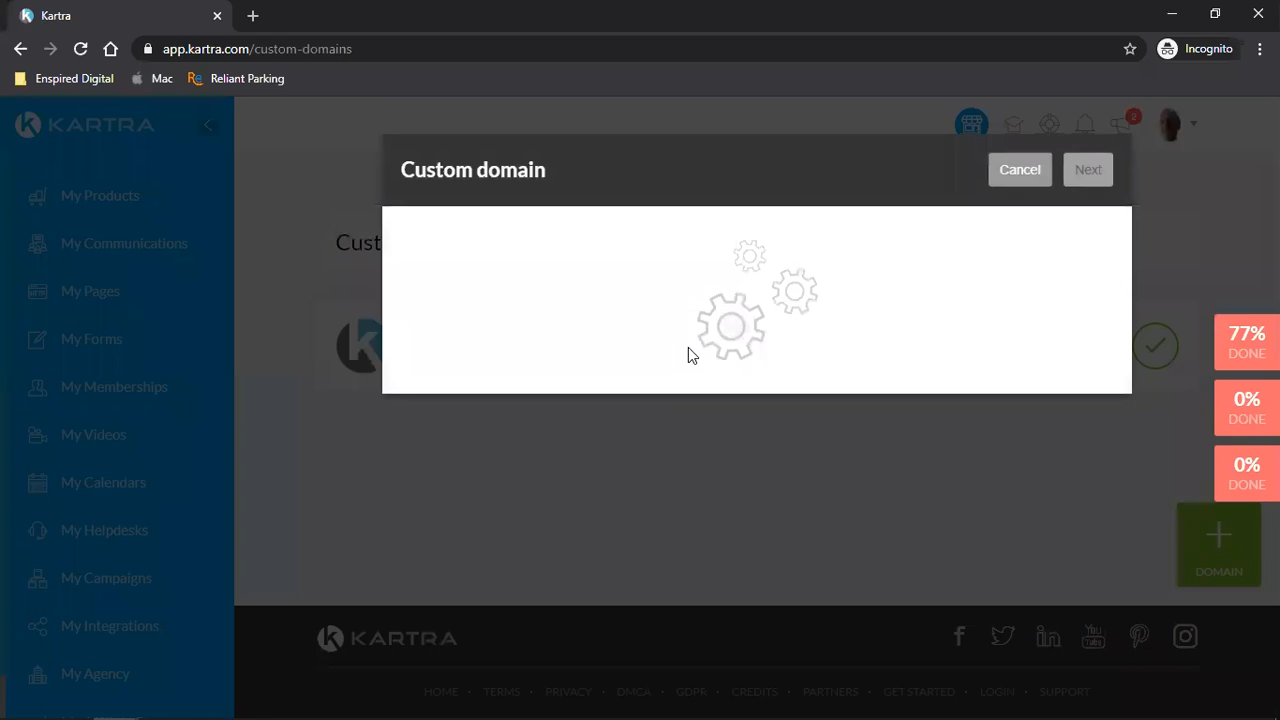 Kartra
app.kartra.com/custom-domains
Incognito
Enspired Digital
Mac
Reliant Parking
KARTRA
2
My Products
My Communications
My Pages
My Forms
My Memberships
My Videos
My Calendars
My Helpdesks
My Campaigns
My Integrations
My Agency
Custom domain
Cancel
Next
Cust
77%
DONE
0%
DONE
0%
DONE
DOMAIN
KARTRA
HOME · TERMS · PRIVACY · DMCA · GDPR · CREDITS · PARTNERS · GET STARTED · LOGIN · SUPPORT